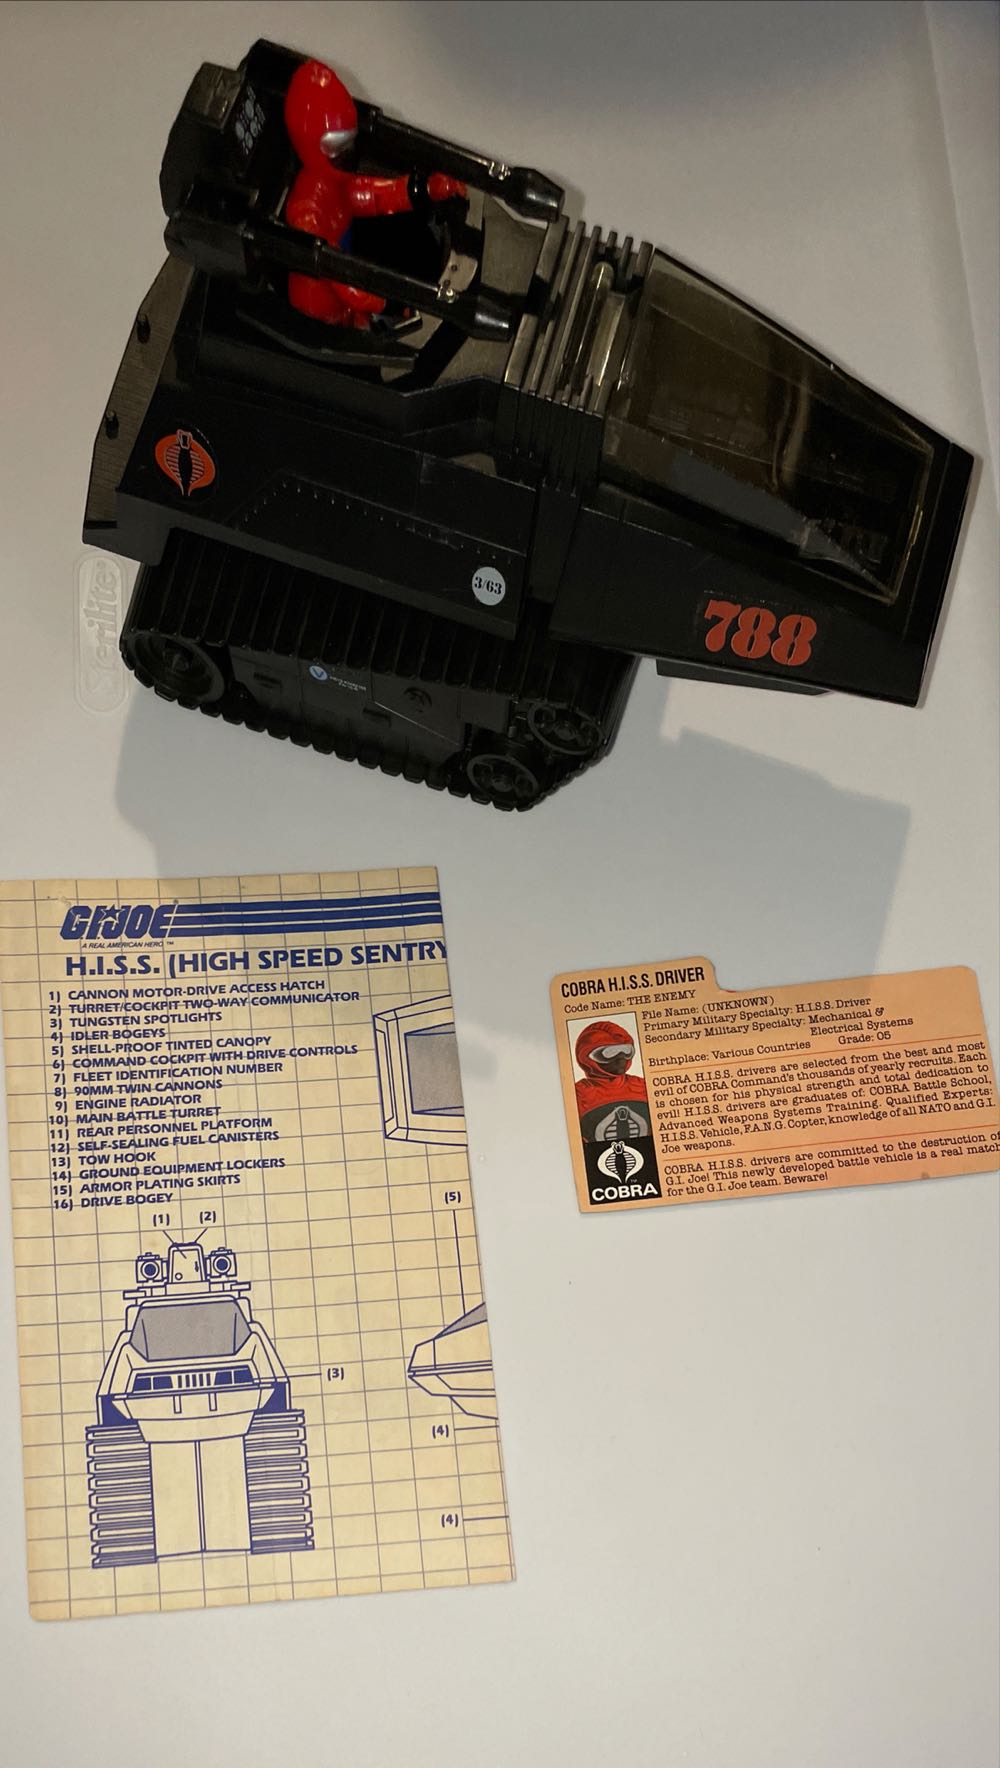 3/63
788
Sterilite
V
GIJOE
A REAL AMERICAN HERO ™
H.I.S.S. (HIGH SPEED SENTRY
1) CANNON MOTOR-DRIVE ACCESS HATCH
2) TURRET/COCKPIT TWO-WAY COMMUNICATOR
3) TUNGSTEN SPOTLIGHTS
4) IDLER BOGEYS
5) SHELL-PROOF TINTED CANOPY
6) COMMAND COCKPIT WITH DRIVE CONTROLS
7) FLEET IDENTIFICATION NUMBER
8) 90MM TWIN CANNONS
9) ENGINE RADIATOR
10) MAIN BATTLE TURRET
11) REAR PERSONNEL PLATFORM
12) SELF-SEALING FUEL CANISTERS
13) TOW HOOK
14) GROUND EQUIPMENT LOCKERS
15) ARMOR PLATING SKIRTS
16) DRIVE BOGEY
(1) (2)
(5)
(3)
(4)
(4)
COBRA H.I.S.S. DRIVER
Code Name: THE ENEMY
File Name: (UNKNOWN)
Primary Military Specialty: H.I.S.S. Driver
Secondary Military Specialty: Mechanical &
Electrical Systems
Birthplace: Various Countries Grade: 05
COBRA H.I.S.S. drivers are selected from the best and most
evil of COBRA Command's thousands of yearly recruits. Each
is chosen for his physical strength and total dedication to
evil! H.I.S.S. drivers are graduates of: COBRA Battle School,
Advanced Weapons Systems Training. Qualified Experts:
H.I.S.S. Vehicle, F.A.N.G. Copter, knowledge of all NATO and G.I.
Joe weapons.
COBRA H.I.S.S. drivers are committed to the destruction of
G.I. Joe! This newly developed battle vehicle is a real match
for the G.I. Joe team. Beware!
COBRA™